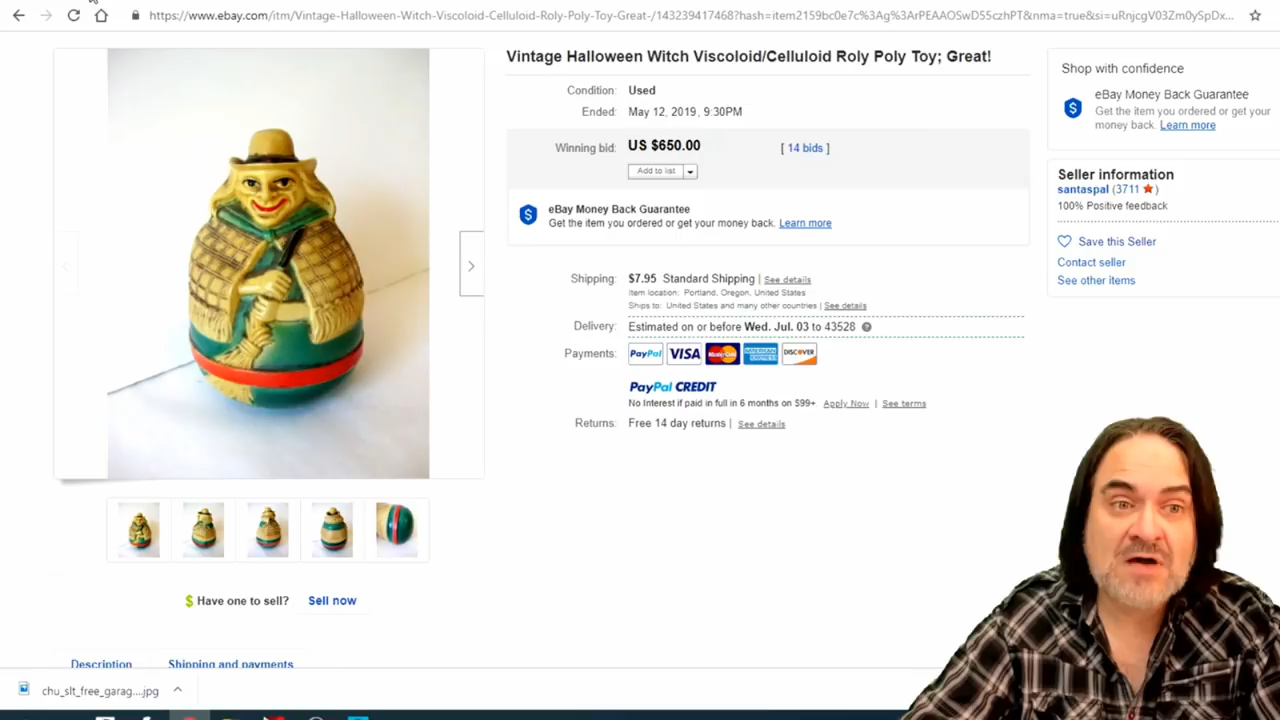 https://www.ebay.com/itm/Vintage-Halloween-Witch-Viscoloid-Celluloid-Roly-Poly-Toy-Great-/143239417468?hash=item2159bc0e7c%3Ag%3ArPEAAOSwD55czhPT&nma=true&si=uRnjcgV03Zm0ySpDx...
Vintage Halloween Witch Viscoloid/Celluloid Roly Poly Toy; Great!
Condition: Used
Ended: May 12, 2019, 9:30PM
Winning bid: US $650.00 [ 14 bids ]
Add to list
eBay Money Back Guarantee
Get the item you ordered or get your money back. Learn more
Shipping: $7.95 Standard Shipping | See details
Item location: Portland, Oregon, United States
Ships to: United States and many other countries | See details
Delivery: Estimated on or before Wed. Jul. 03 to 43528
Payments: PayPal VISA MasterCard AMERICAN EXPRESS DISCOVER
PayPal CREDIT
No Interest if paid in full in 6 months on $99+ Apply Now | See terms
Returns: Free 14 day returns | See details
Shop with confidence
eBay Money Back Guarantee
Get the item you ordered or get your
money back. Learn more
Seller information
santaspal (3711 )
100% Positive feedback
Save this Seller
Contact seller
See other items
$ Have one to sell? Sell now
Description Shipping and payments
chu_slt_free_garag....jpg